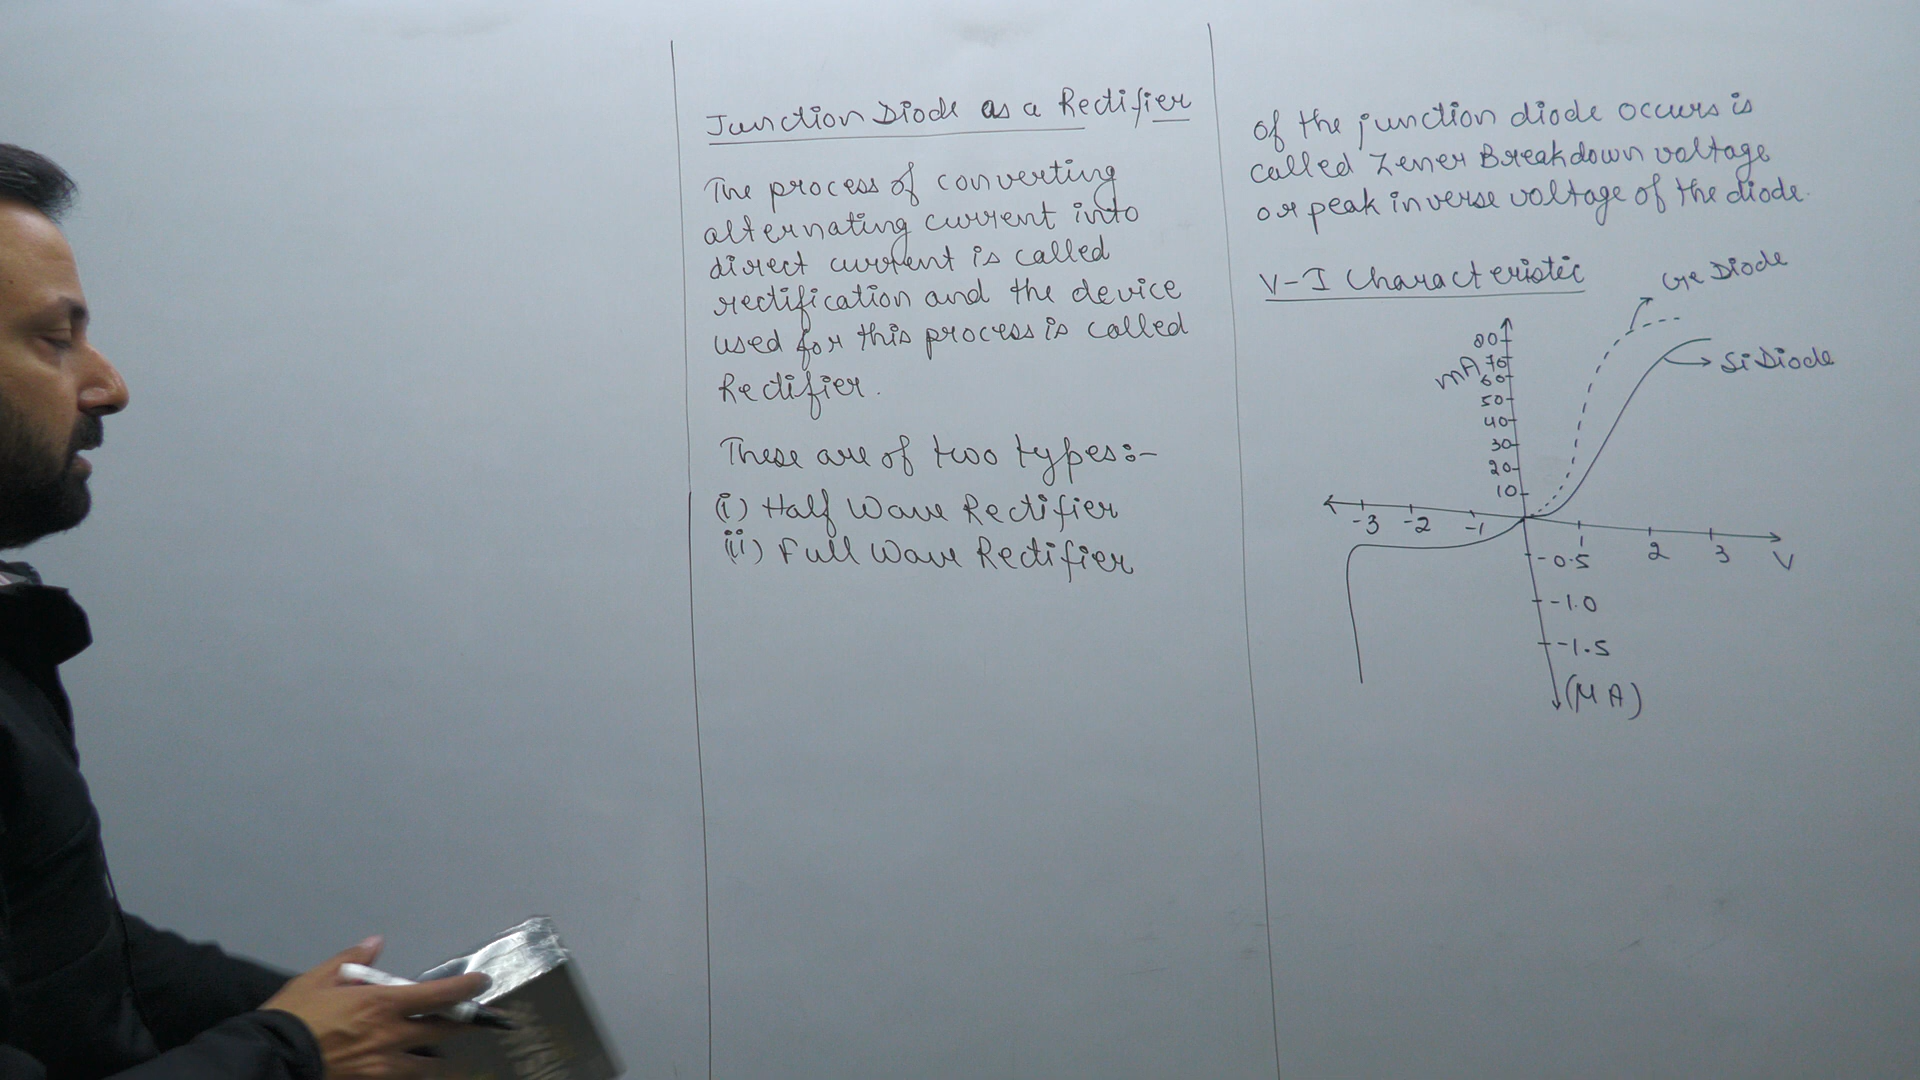 Junction Diode as a Rectifier
The process of converting
alternating current into
direct current is called
rectification and the device
used for this process is called
Rectifier.
These are of two types:-
(i) Half Wave Rectifier
(ii) Full Wave Rectifier
of the junction diode occurs is
called Zener Breakdown voltage
or peak inverse voltage of the diode.
V-I Characteristic
Ge Diode
Si Diode
mA
80
70
60
50
40
30
20
10
-3 -2 -1
1 2 3 V
-0.5
-1.0
-1.5
(μA)